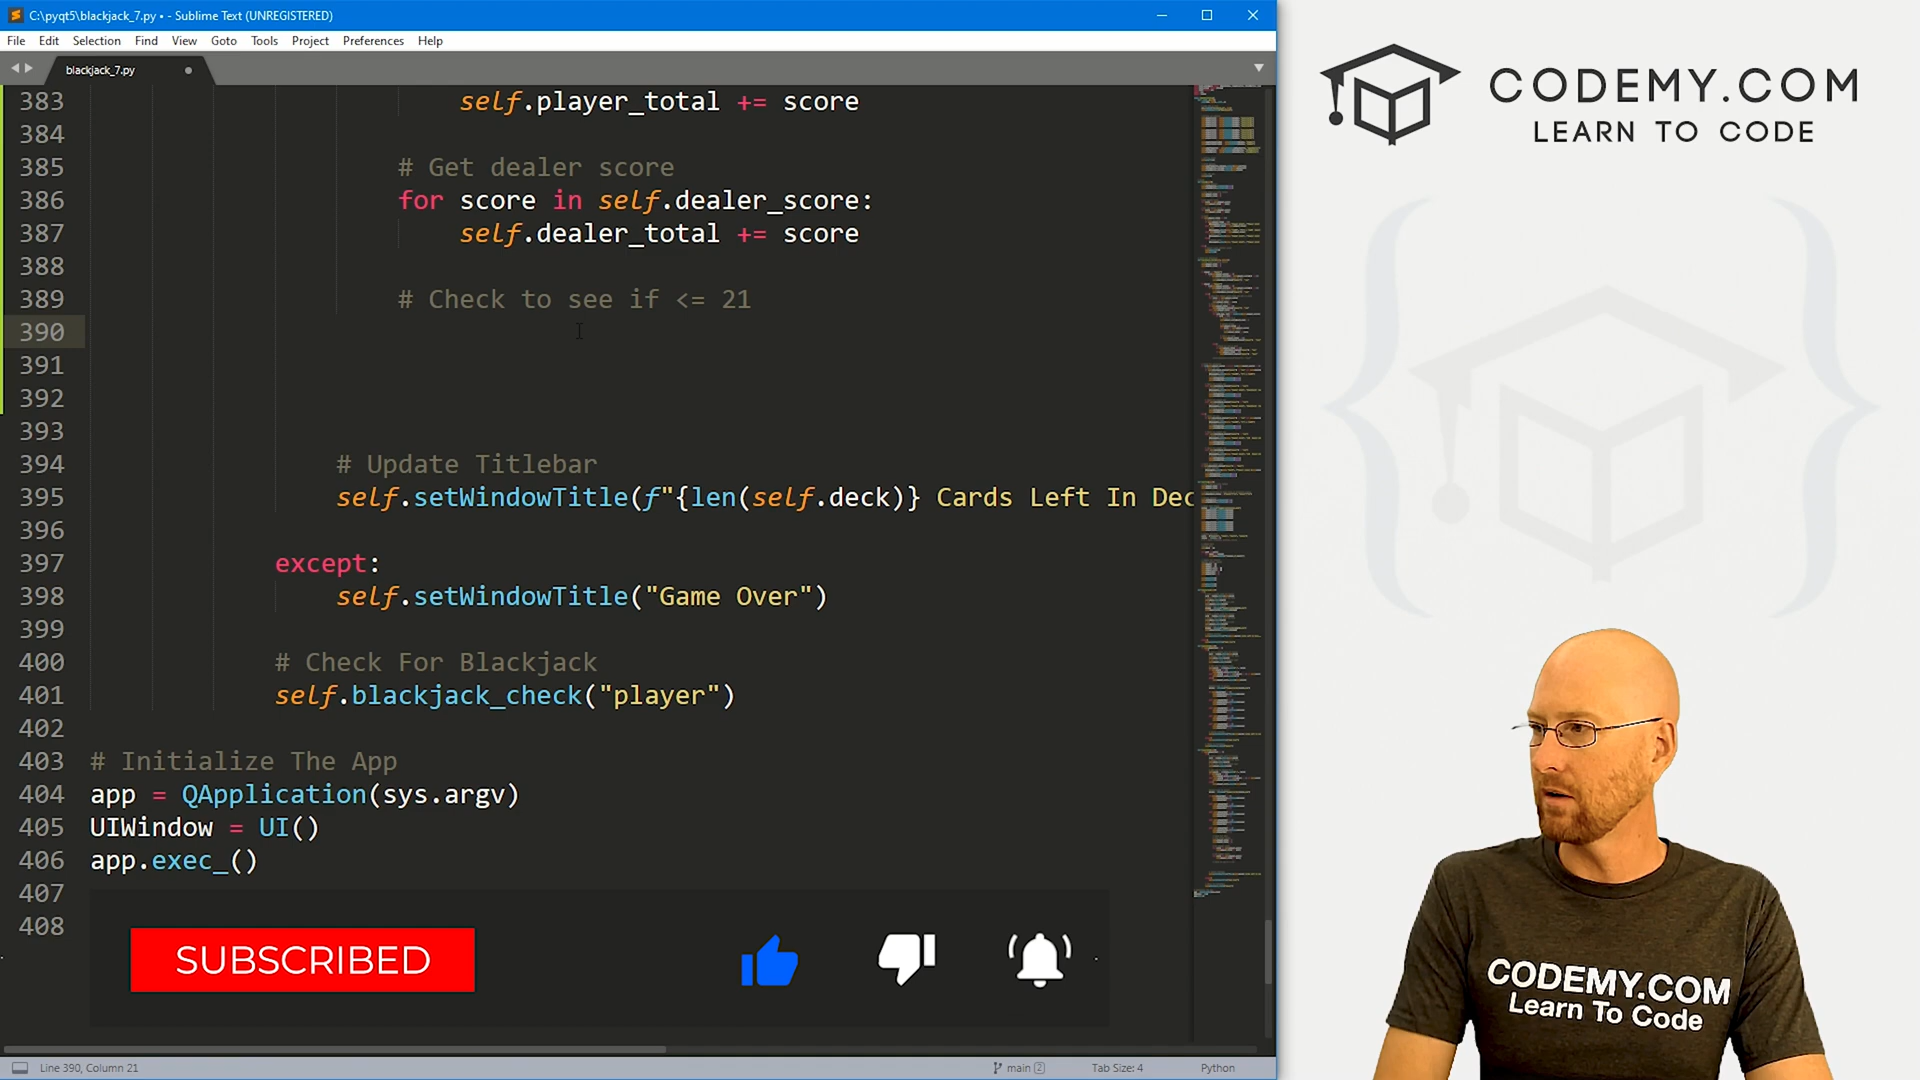 C:\pyqt5\blackjack_7.py • - Sublime Text (UNREGISTERED)
File Edit Selection Find View Goto Tools Project Preferences Help
blackjack_7.py
383 self.player_total += score
384
385 # Get dealer score
386 for score in self.dealer_score:
387 self.dealer_total += score
388
389 # Check to see if <= 21
390
391
392
393
394 # Update Titlebar
395 self.setWindowTitle(f"{len(self.deck)} Cards Left In Dec
396
397 except:
398 self.setWindowTitle("Game Over")
399
400 # Check For Blackjack
401 self.blackjack_check("player")
402
403 # Initialize The App
404 app = QApplication(sys.argv)
405 UIWindow = UI()
406 app.exec_()
407
408
SUBSCRIBED
Line 390, Column 21
main 2
Tab Size: 4
Python
CODEMY.COM
LEARN TO CODE
CODEMY.COM
Learn To Code